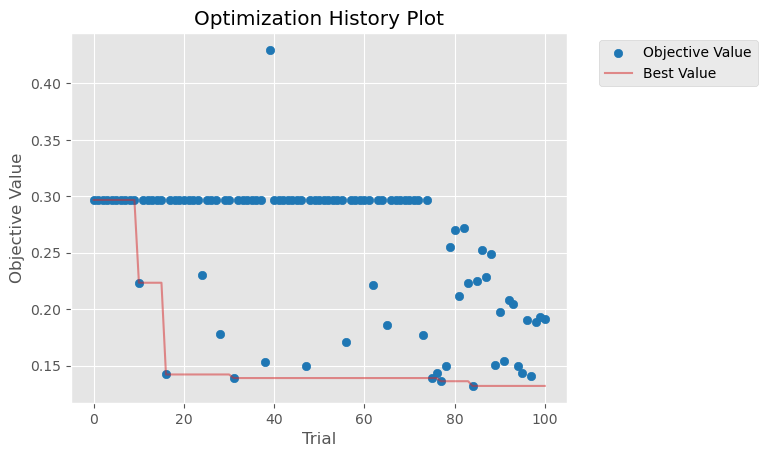 Optimization History Plot
Objective Value
Best Value
0.40
0.35
0.30
0.25
0.20
0.15
Objective Value
0 20 40 60 80 100
Trial